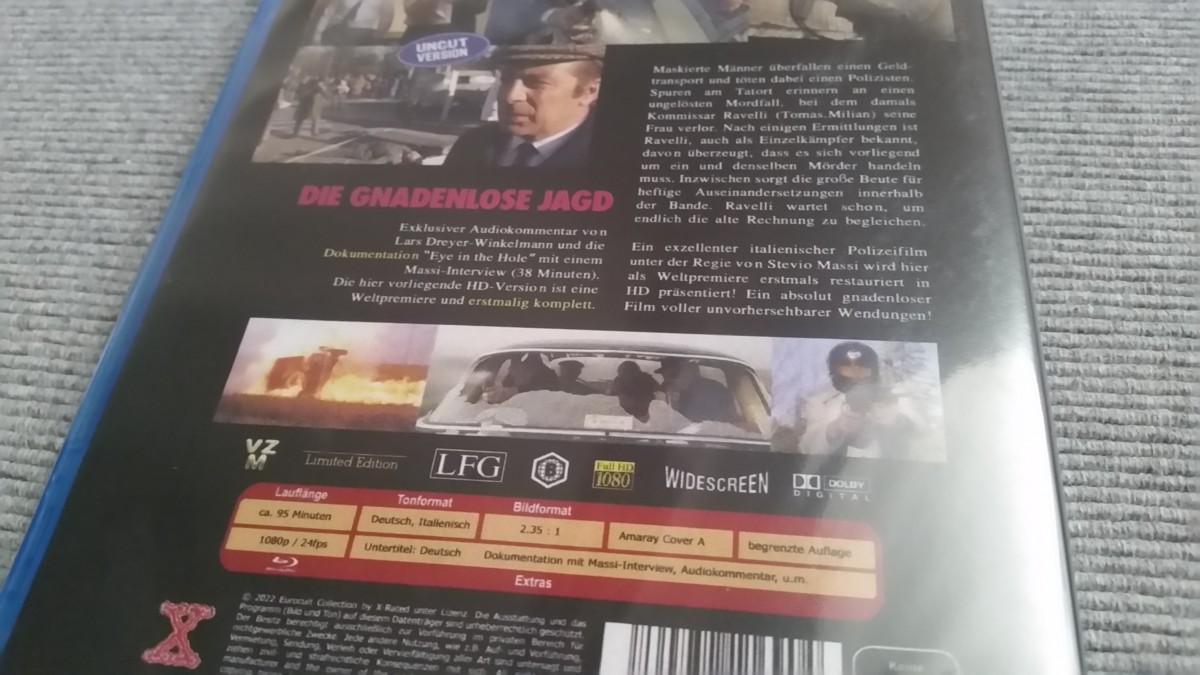 UNCUT
VERSION
Maskierte Männer überfallen einen Geld-
transport und töten dabei einen Polizisten.
Spuren am Tatort erinnern an einen
ungelösten Mordfall, bei dem damals
Kommissar Ravelli (Tomas.Milian) seine
Frau verlor. Nach einigen Ermittlungen ist
Ravelli, auch als Einzelkämpfer bekannt,
davon überzeugt, dass es sich vorliegend
um ein und denselben Mörder handeln
muss. Inzwischen sorgt die große Beute für
heftige Auseinandersetzungen innerhalb
der Bande. Ravelli wartet schon, um
endlich die alte Rechnung zu begleichen.
Ein exzellenter italienischer Polizeifilm
unter der Regie von Stevio Massi wird hier
als Weltpremiere erstmals restauriert in
HD präsentiert! Ein absolut gnadenloser
Film voller unvorhersehbarer Wendungen!
DIE GNADENLOSE JAGD
Exklusiver Audiokommentar von
Lars Dreyer-Winkelmann und die
Dokumentation "Eye in the Hole" mit einem
Massi-Interview (38 Minuten).
Die hier vorliegende HD-Version ist eine
Weltpremiere und erstmalig komplett.
VZ
M
Limited Edition
LFG
B
Full HD
1080
WIDESCREEN
DOLBY
DIGITAL
Lauflänge Tonformat Bildformat
ca. 95 Minuten Deutsch, Italienisch 2.35 : 1 Amaray Cover A begrenzte Auflage
1080p / 24fps Untertitel: Deutsch Dokumentation mit Massi-Interview, Audiokommentar, u.m.
Extras
X
© 2022 Eurocult Collection by X-Rated unter Lizenz. Die Ausstattung und das
Programm (Bild und Ton) auf diesem Datenträger sind urheberrechtlich geschützt.
Der Besitz berechtigt ausschließlich zur Vorführung im privaten Bereich für
nichtgewerbliche Zwecke. Jede andere Nutzung, wie z.B. Auf- und Vorführung,
Vermietung, Sendung, Verleih oder Vervielfältigung aller Art sind untersagt und
ziehen zivil- und strafrechtliche Konsequenzen mit sich. All
manufacturer and the owner of the
Keine